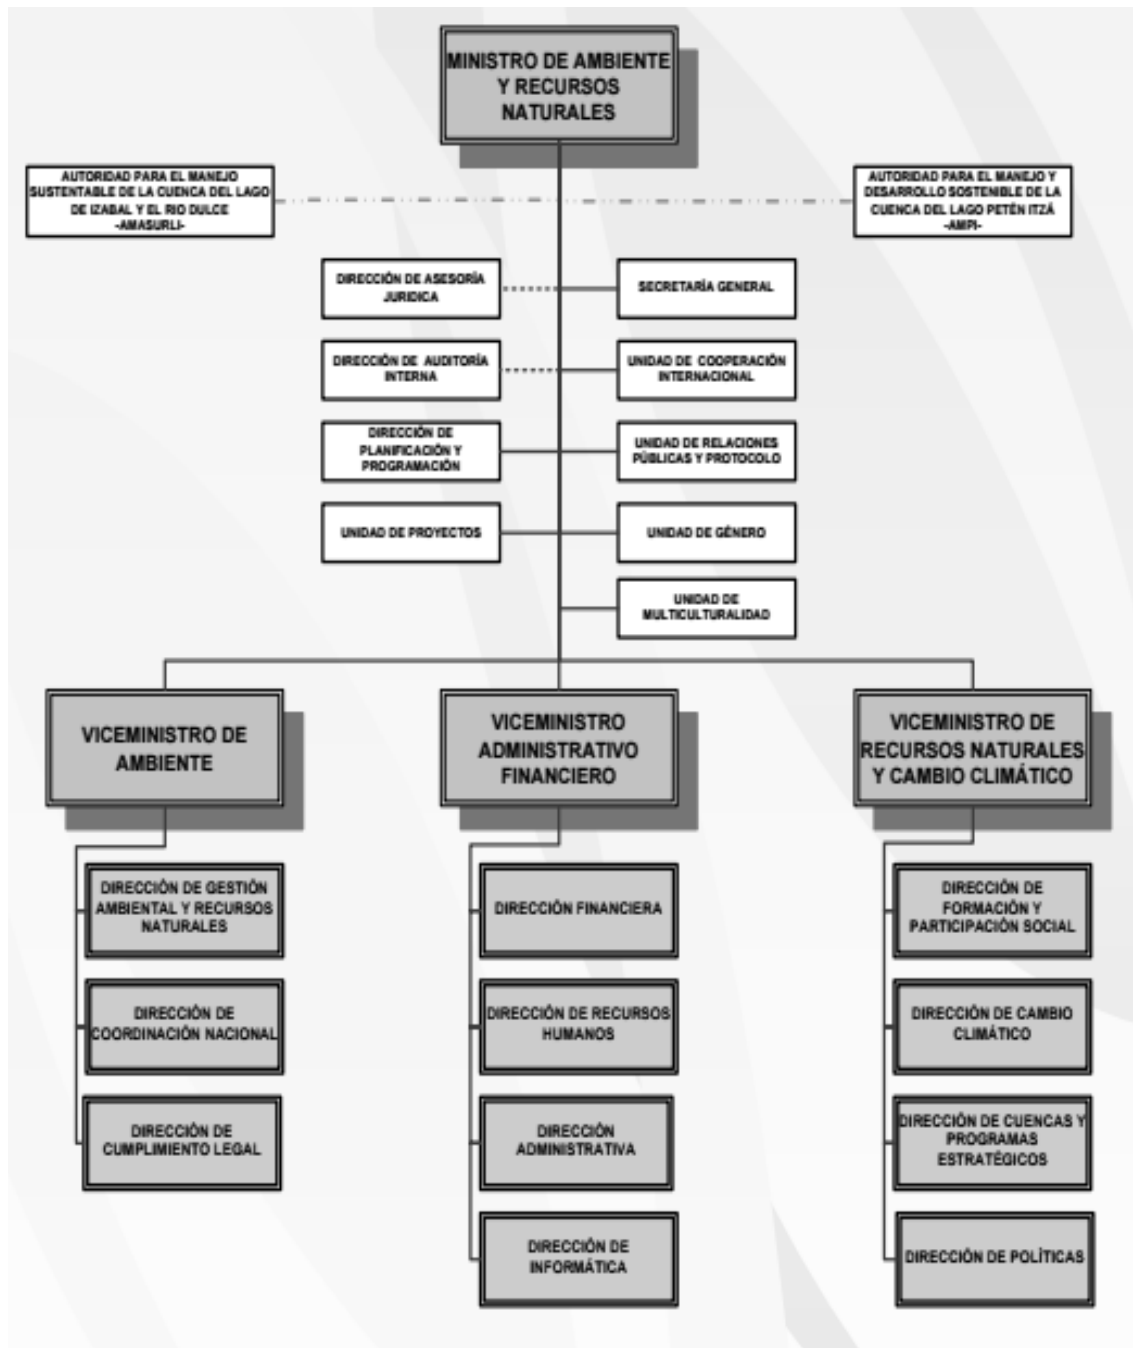 MINISTRO DE AMBIENTE
Y RECURSOS
NATURALES
AUTORIDAD PARA EL MANEJO
SUSTENTABLE DE LA CUENCA DEL LAGO
DE IZABAL Y EL RIO DULCE
-AMASURLI-
AUTORIDAD PARA EL MANEJO Y
DESARROLLO SOSTENIBLE DE LA
CUENCA DEL LAGO PETÉN ITZÁ
-AMPI-
DIRECCIÓN DE ASESORÍA
JURIDICA
SECRETARÍA GENERAL
DIRECCIÓN DE AUDITORÍA
INTERNA
UNIDAD DE COOPERACIÓN
INTERNACIONAL
DIRECCIÓN DE
PLANIFICACIÓN Y
PROGRAMACIÓN
UNIDAD DE RELACIONES
PÚBLICAS Y PROTOCOLO
UNIDAD DE PROYECTOS
UNIDAD DE GÉNERO
UNIDAD DE
MULTICULTURALIDAD
VICEMINISTRO DE
AMBIENTE
VICEMINISTRO
ADMINISTRATIVO
FINANCIERO
VICEMINISTRO DE
RECURSOS NATURALES
Y CAMBIO CLIMÁTICO
DIRECCIÓN DE GESTIÓN
AMBIENTAL Y RECURSOS
NATURALES
DIRECCIÓN DE
COORDINACIÓN NACIONAL
DIRECCIÓN DE
CUMPLIMIENTO LEGAL
DIRECCIÓN FINANCIERA
DIRECCIÓN DE RECURSOS
HUMANOS
DIRECCIÓN
ADMINISTRATIVA
DIRECCIÓN DE
INFORMÁTICA
DIRECCIÓN DE
FORMACIÓN Y
PARTICIPACIÓN SOCIAL
DIRECCIÓN DE CAMBIO
CLIMÁTICO
DIRECCIÓN DE CUENCAS Y
PROGRAMAS
ESTRATÉGICOS
DIRECCIÓN DE POLÍTICAS